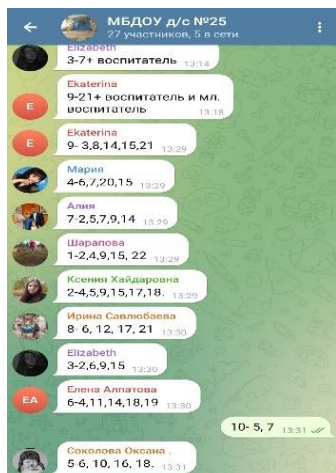 МБДОУ д/с №25
27 участников, 5 в сети
Elizabeth
3-7+ воспитатель 13:14
Ekaterina
9-21+ воспитатель и мл.
воспитатель 13:18
E
Ekaterina
9- 3,8,14,15,21 13:29
E
Мария
4-6,7,20,15 13:29
Алия
7-2,5,7,9,14 13:29
Шарапова
1-2,4,9,15, 22 13:29
Ксения Хайдаровна
2-4,5,9,15,17,18. 13:29
Ирина Савлюбаева
8- 6, 12, 17, 21 13:30
Elizabeth
3-2,6,9,15 13:30
Елена Алпатова
6-4,11,14,18,19 13:30
EA
10- 5, 7 13:31
Соколова Оксана .
5-6, 10, 16, 18. 13:31